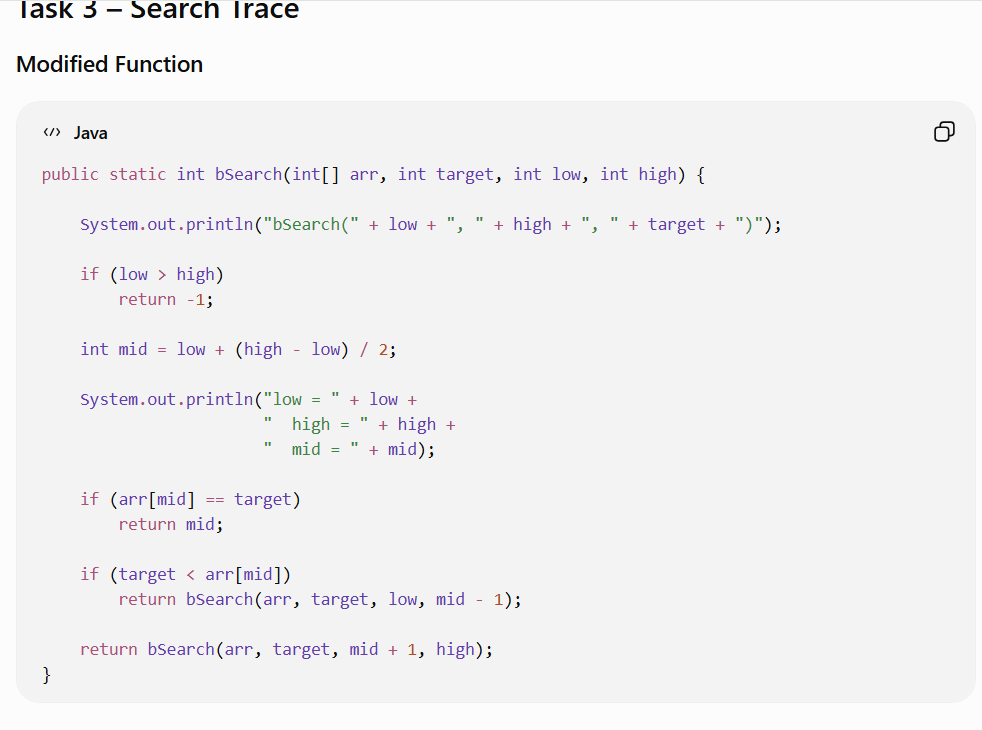 Task 3 – Search Trace
Modified Function
</> Java
public static int bSearch(int[] arr, int target, int low, int high) {
    System.out.println("bSearch(" + low + ", " + high + ", " + target + ")");
    if (low > high)
        return -1;
    int mid = low + (high - low) / 2;
    System.out.println("low = " + low +
                       "  high = " + high +
                       "  mid = " + mid);
    if (arr[mid] == target)
        return mid;
    if (target < arr[mid])
        return bSearch(arr, target, low, mid - 1);
    return bSearch(arr, target, mid + 1, high);
}